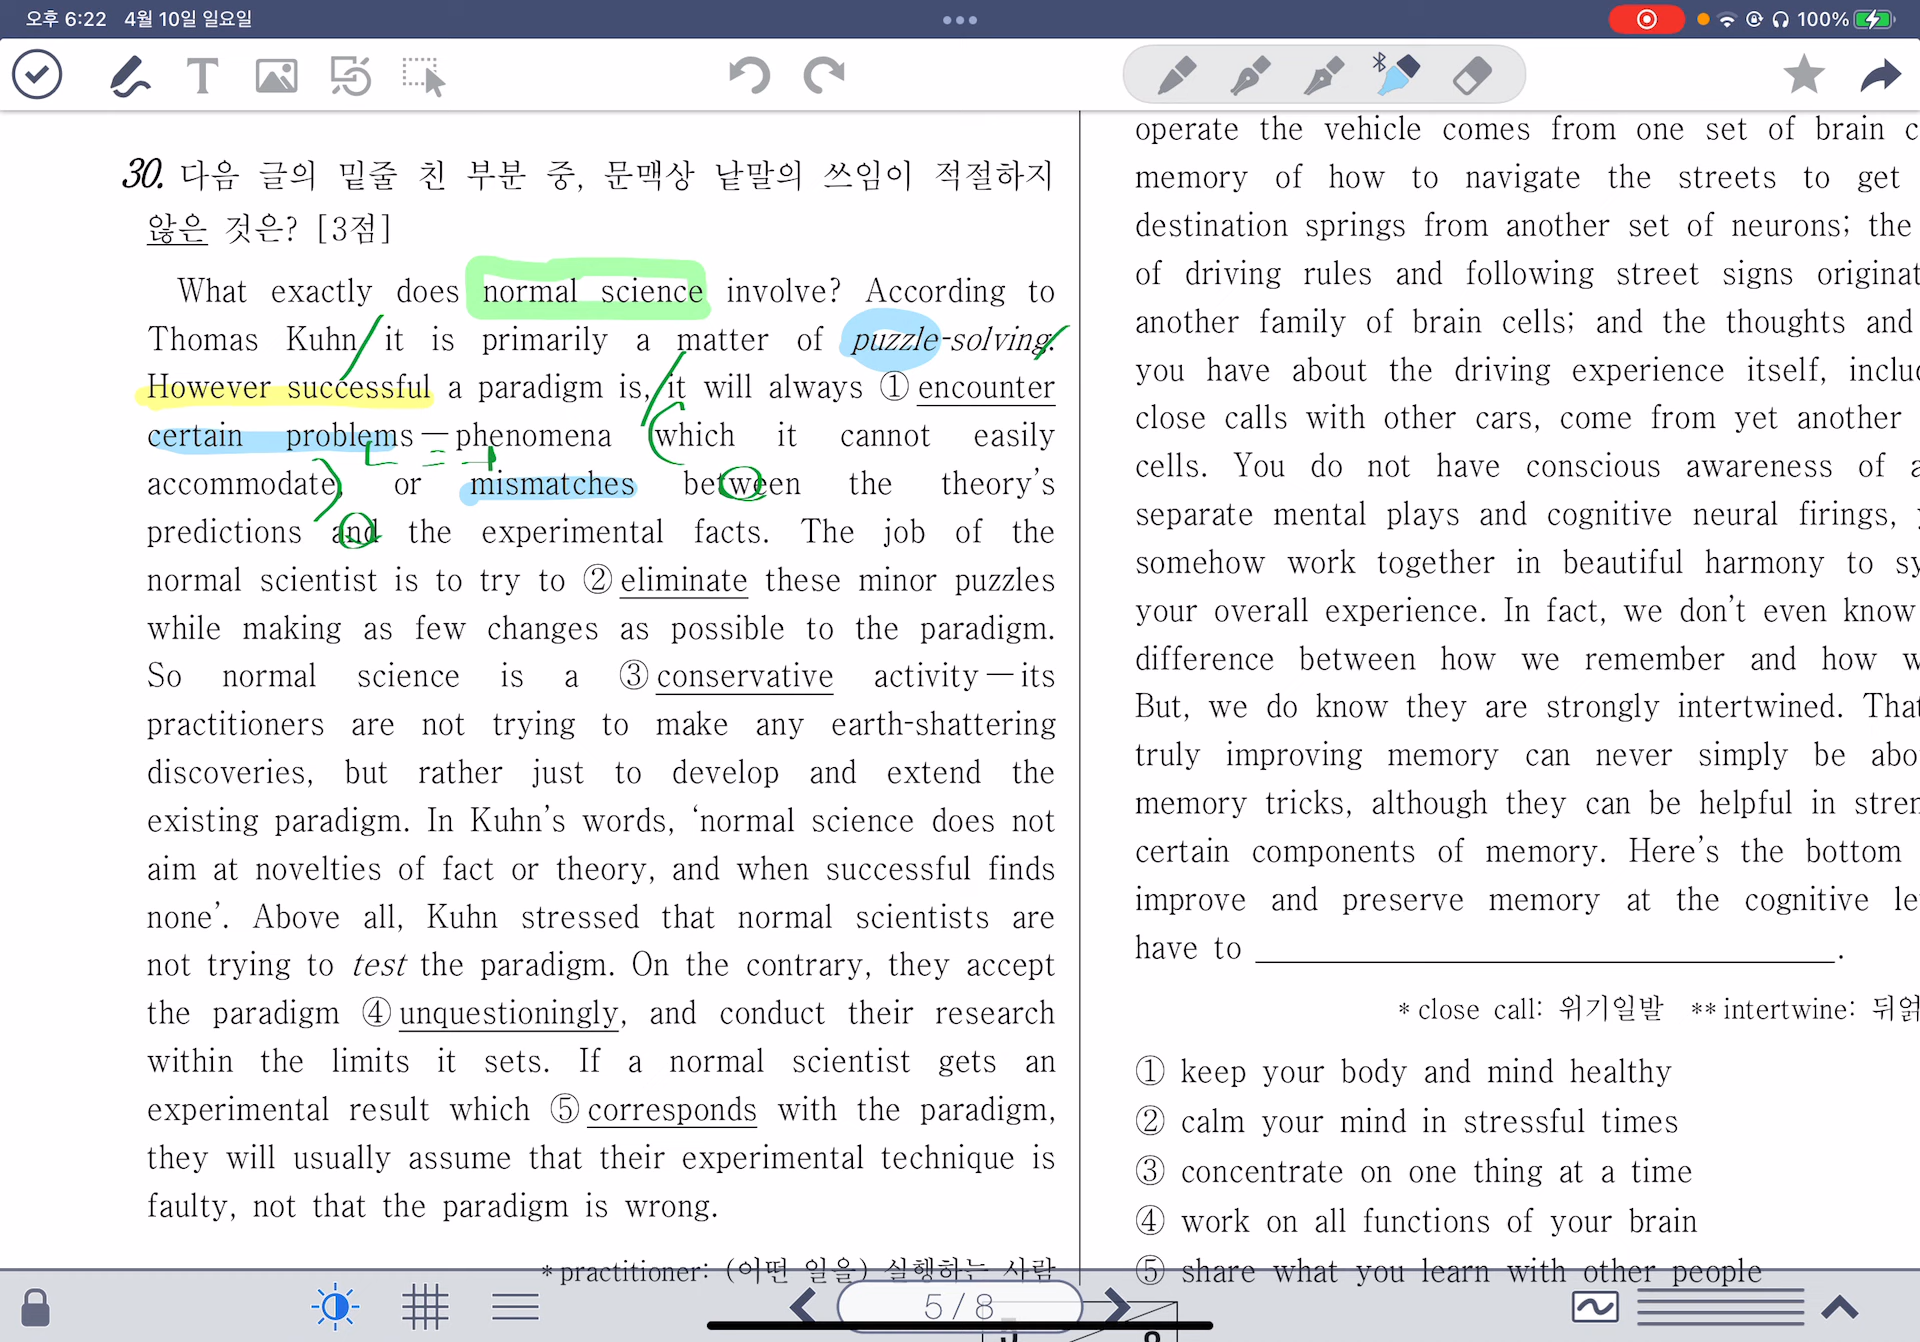 오후 6:22 4월 10일 일요일
100%
30. 다음 글의 밑줄 친 부분 중, 문맥상 낱말의 쓰임이 적절하지
않은 것은? [3점]
What exactly does normal science involve? According to
Thomas Kuhn, it is primarily a matter of puzzle-solving.
However successful a paradigm is, it will always ① encounter
certain problems — phenomena which it cannot easily
accommodate, or mismatches between the theory's
predictions and the experimental facts. The job of the
normal scientist is to try to ② eliminate these minor puzzles
while making as few changes as possible to the paradigm.
So normal science is a ③ conservative activity — its
practitioners are not trying to make any earth-shattering
discoveries, but rather just to develop and extend the
existing paradigm. In Kuhn's words, ‘normal science does not
aim at novelties of fact or theory, and when successful finds
none’. Above all, Kuhn stressed that normal scientists are
not trying to test the paradigm. On the contrary, they accept
the paradigm ④ unquestioningly, and conduct their research
within the limits it sets. If a normal scientist gets an
experimental result which ⑤ corresponds with the paradigm,
they will usually assume that their experimental technique is
faulty, not that the paradigm is wrong.
* practitioner: (어떤 일을) 실행하는 사람
operate the vehicle comes from one set of brain c
memory of how to navigate the streets to get
destination springs from another set of neurons; the
of driving rules and following street signs originat
another family of brain cells; and the thoughts and
you have about the driving experience itself, inclu
close calls with other cars, come from yet another
cells. You do not have conscious awareness of a
separate mental plays and cognitive neural firings,
somehow work together in beautiful harmony to sy
your overall experience. In fact, we don't even know
difference between how we remember and how w
But, we do know they are strongly intertwined. That
truly improving memory can never simply be abo
memory tricks, although they can be helpful in stren
certain components of memory. Here's the bottom
improve and preserve memory at the cognitive le
have to ____________________.
* close call: 위기일발 ** intertwine: 뒤얽
① keep your body and mind healthy
② calm your mind in stressful times
③ concentrate on one thing at a time
④ work on all functions of your brain
⑤ share what you learn with other people
5 / 8